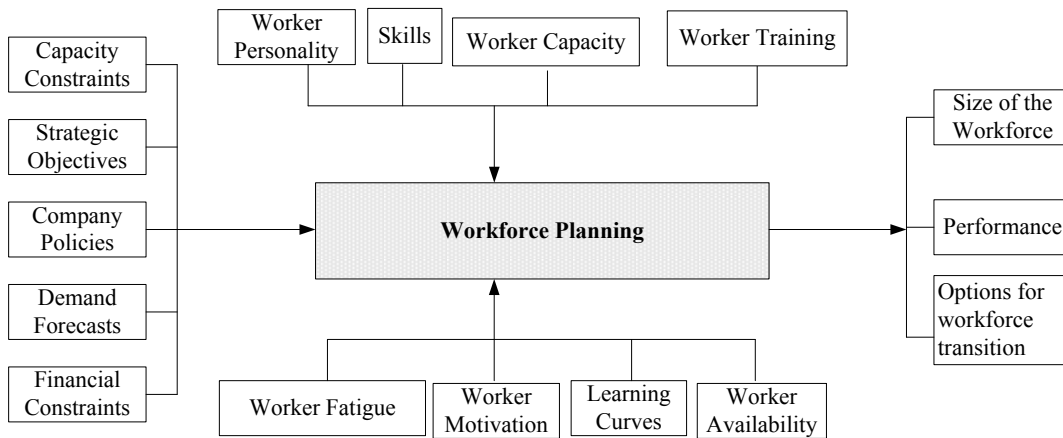 Capacity
Constraints
Strategic
Objectives
Company
Policies
Demand
Forecasts
Financial
Constraints
Worker
Personality
Skills
Worker Capacity
Worker Training
Workforce Planning
Worker Fatigue
Worker
Motivation
Learning
Curves
Worker
Availability
Size of the
Workforce
Performance
Options for
workforce
transition